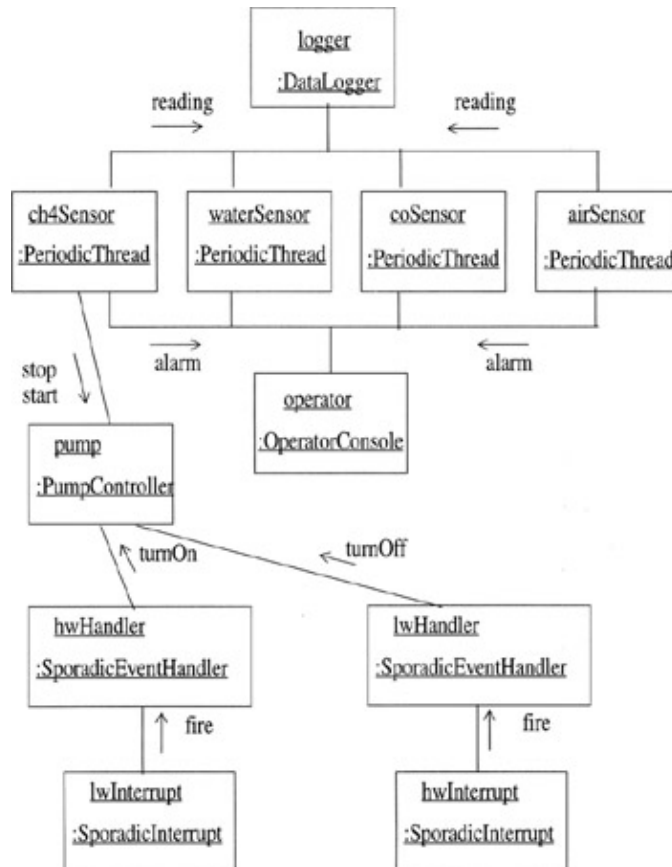 logger
:DataLogger
reading
reading
ch4Sensor
:PeriodicThread
waterSensor
:PeriodicThread
coSensor
:PeriodicThread
airSensor
:PeriodicThread
alarm
alarm
stop
start
operator
:OperatorConsole
pump
:PumpController
turnOn
turnOff
hwHandler
:SporadicEventHandler
lwHandler
:SporadicEventHandler
fire
fire
lwInterrupt
:SporadicInterrupt
hwInterrupt
:SporadicInterrupt